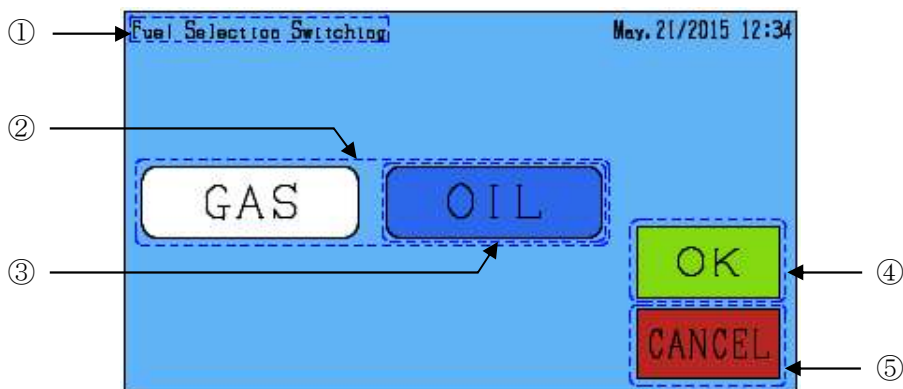 ① Fuel Selection Switching May.21/2015 12:34
②
GAS OIL
③
OK ④
CANCEL ⑤